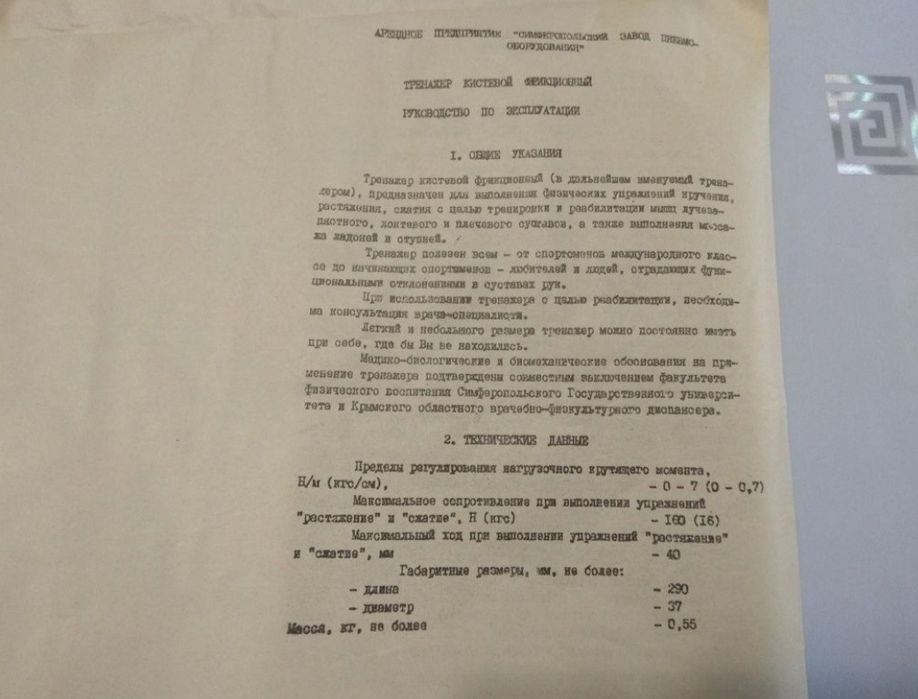 АРЕНДНОЕ ПРЕДПРИЯТИЕ "СИМФЕРОПОЛЬСКИЙ ЗАВОД ПНЕВМО-
ОБОРУДОВАНИЯ"
ТРЕНАЖЕР КИСТЕВОЙ ФРИКЦИОННЫЙ
РУКОВОДСТВО ПО ЭКСПЛУАТАЦИИ
I. ОБЩИЕ УКАЗАНИЯ
Тренажер кистевой фрикционный (в дальнейшем именуемый трена-
жером), предназначен для выполнения физических упражнений кручения,
растяжения, сжатия с целью тренировки и реабилитации мышц лучеза-
пястного, локтевого и плечевого суставов, а также выполнения масса-
жа ладоней и ступней.
Тренажер полезен всем - от спортсменов международного клас-
са до начинающих спортсменов - любителей и людей, страдающих функ-
циональными отклонениями в суставах рук.
При использовании тренажера с целью реабилитации, необходи-
ма консультация врача-специалиста.
Легкий и небольшого размера тренажер можно постоянно иметь
при себе, где бы Вы не находились.
Медико-биологические и биомеханические обоснования на при-
менение тренажера подтверждены совместным заключением факультета
физического воспитания Симферопольского Государственного универси-
тета и Крымского областного врачебно-физкультурного диспансера.
2. ТЕХНИЧЕСКИЕ ДАННЫЕ
Пределы регулирования нагрузочного крутящего момента,
Н/м (кгс/см), - 0 - 7 (0 - 0,7)
Максимальное сопротивление при выполнении упражнений
"растяжение" и "сжатие", Н (кгс) - 160 (16)
Максимальный ход при выполнении упражнений "растяжение"
и "сжатие", мм - 40
Габаритные размеры, мм, не более:
- длина - 290
- диаметр - 37
Масса, кг, не более - 0,55